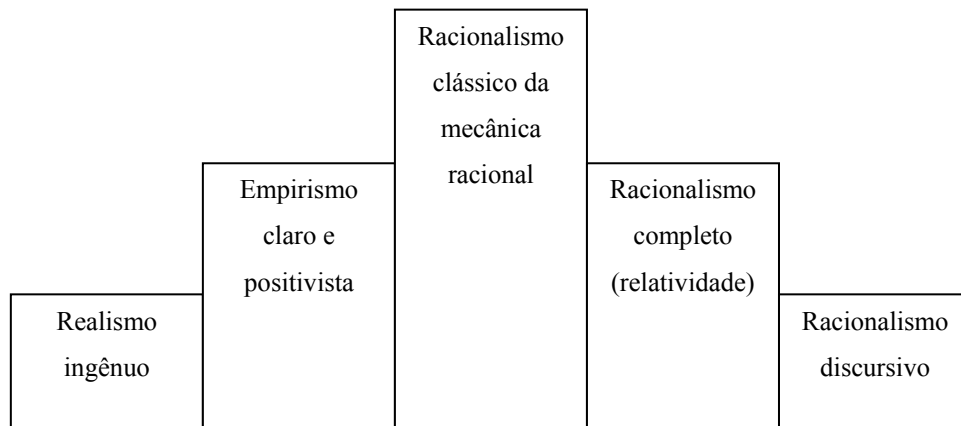 Racionalismo
clássico da
mecânica
racional
Empirismo
claro e
positivista
Racionalismo
completo
(relatividade)
Realismo
ingênuo
Racionalismo
discursivo